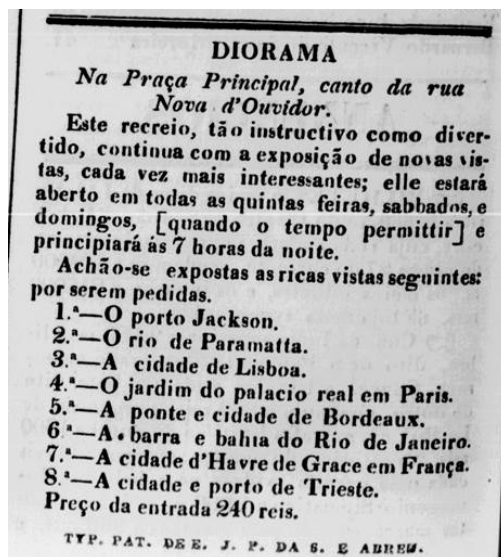 DIORAMA
Na Praça Principal, canto da rua
Nova d'Ouvidor.
Este recreio, tão instructivo como diver-
tido, continua com a exposição de novas vis-
tas, cada vez mais interessantes; elle estará
aberto em todas as quintas feiras, sabbados, e
domingos, [quando o tempo permittir] e
principiará ás 7 horas da noite.
Achão-se expostas as ricas vistas seguintes:
por serem pedidas.
1.ª—O porto Jackson.
2.ª—O rio de Paramatta.
3.ª—A cidade de Lisboa.
4.ª—O jardim do palacio real em Paris.
5.ª—A ponte e cidade de Bordeaux.
6.ª—A barra e bahia do Rio de Janeiro.
7.ª—A cidade d'Havre de Grace em França.
8.ª—A cidade e porto de Trieste.
Preço da entrada 240 reis.
TYP. PAT. DE E. J. P. DA S. E ABREU.